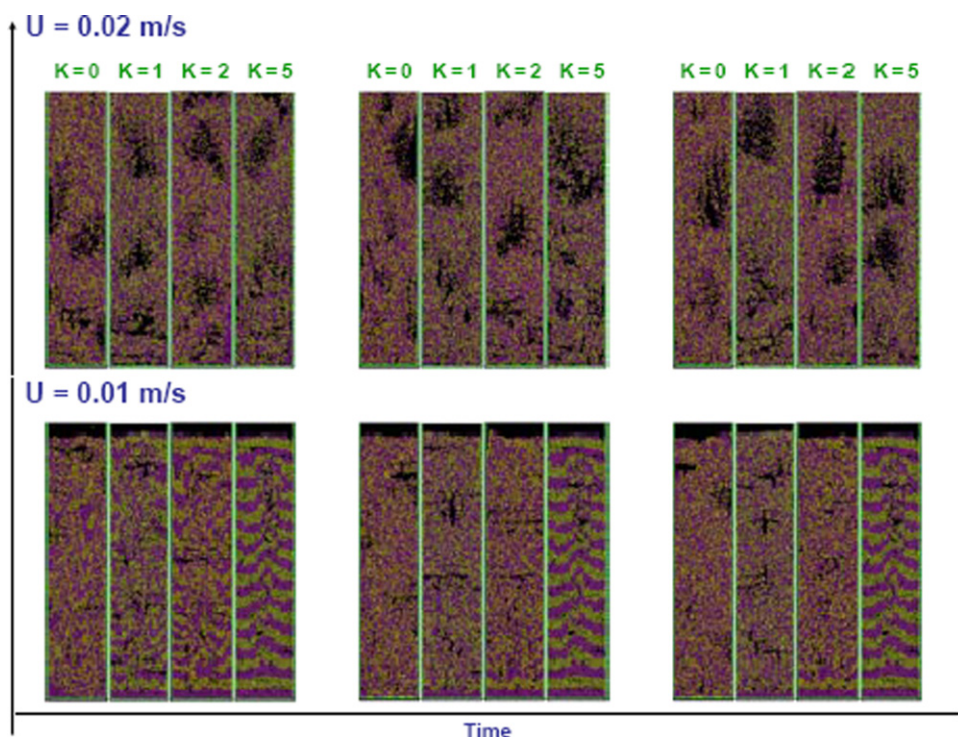 U = 0.02 m/s
K = 0 K = 1 K = 2 K = 5 K = 0 K = 1 K = 2 K = 5 K = 0 K = 1 K = 2 K = 5
U = 0.01 m/s
Time